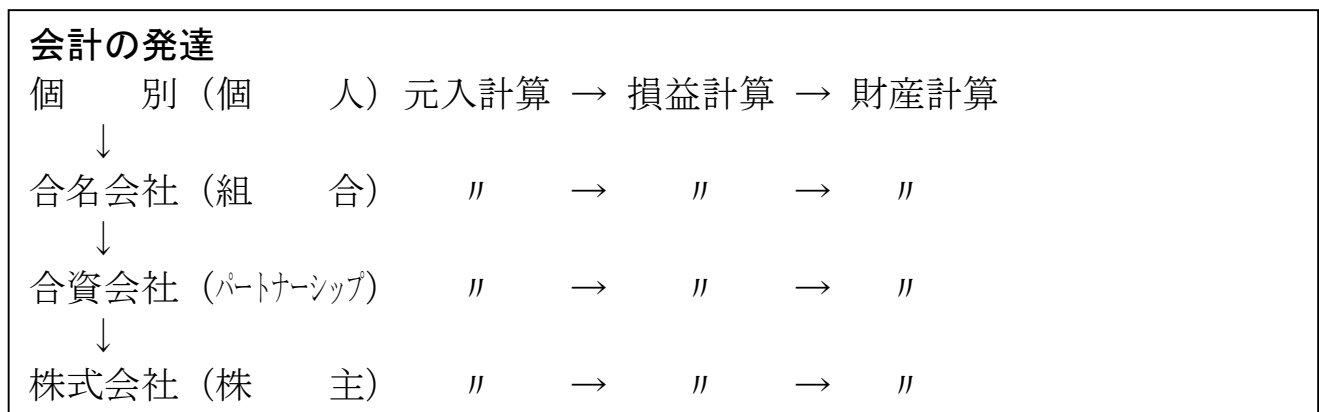 会計の発達
個　　別（個　　人）元入計算 → 損益計算 → 財産計算
↓
合名会社（組　　合）　〃　→　〃　→　〃
↓
合資会社（パートナーシップ）　〃　→　〃　→　〃
↓
株式会社（株　　主）　〃　→　〃　→　〃